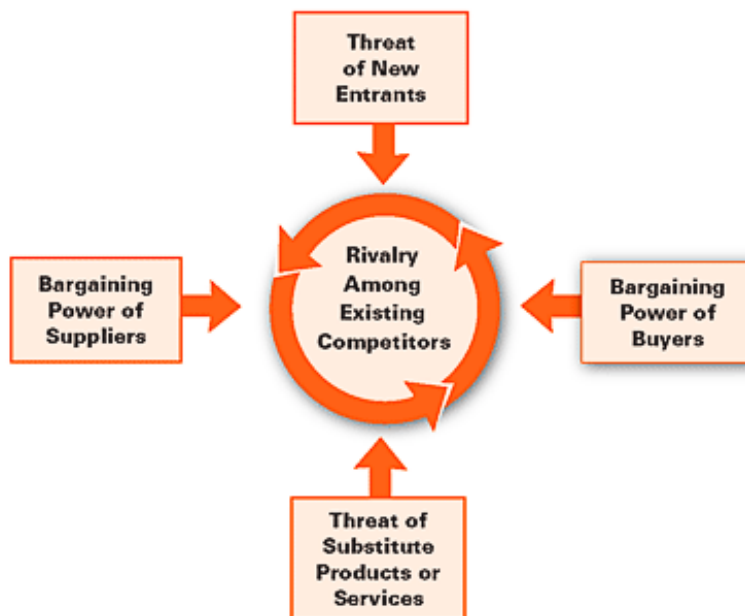 Threat
of New
Entrants
Bargaining
Power of
Suppliers
Rivalry
Among
Existing
Competitors
Bargaining
Power of
Buyers
Threat of
Substitute
Products or
Services